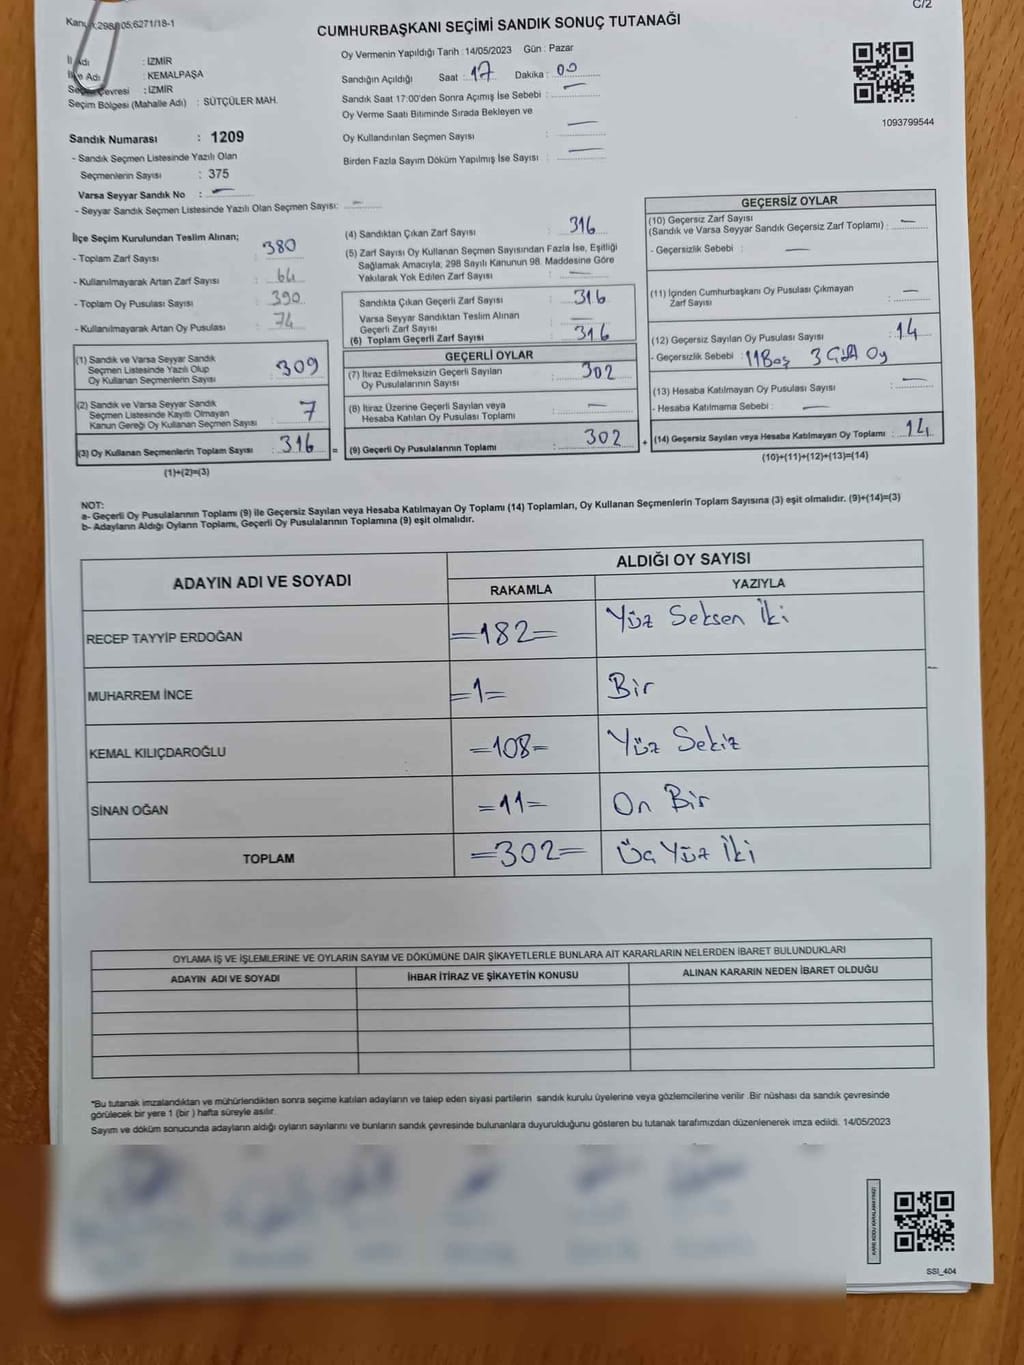 C/2
Kanu
298
05;6271/18-1
CUMHURBAŞKANI SEÇİMİ SANDIK SONUÇ TUTANAĞI
İl Adı : İZMİR
Adı : KEMALPAŞA
Seçim Çevresi : İZMİR
Seçim Bölgesi (Mahalle Adı) : SÜTÇÜLER MAH.
Oy Vermenin Yapıldığı Tarih : 14/05/2023 Gün : Pazar
Sandığın Açıldığı Saat : 17 Dakika : 00
Sandık Saat 17:00'den Sonra Açımış İse Sebebi : —
Oy Verme Saati Bitiminde Sırada Bekleyen ve
Oy Kullandırılan Seçmen Sayısı : —
Birden Fazla Sayım Döküm Yapılmış İse Sayısı : —
1093799544
Sandık Numarası : 1209
- Sandık Seçmen Listesinde Yazılı Olan
Seçmenlerin Sayısı : 375
Varsa Seyyar Sandık No : —
- Seyyar Sandık Seçmen Listesinde Yazılı Olan Seçmen Sayısı: —
İlçe Seçim Kurulundan Teslim Alınan;
- Toplam Zarf Sayısı : 380
- Kullanılmayarak Artan Zarf Sayısı : 64
- Toplam Oy Pusulası Sayısı : 390
- Kullanılmayarak Artan Oy Pusulası : 74
(1) Sandık ve Varsa Seyyar Sandık
Seçmen Listesinde Yazılı Olup
Oy Kullanan Seçmenlerin Sayısı : 309
(2) Sandık ve Varsa Seyyar Sandık
Seçmen Listesinde Kayıtlı Olmayan
Kanun Gereği Oy Kullanan Seçmen Sayısı : 7
(3) Oy Kullanan Seçmenlerin Toplam Sayısı : 316
(1)+(2)=(3)
(4) Sandıktan Çıkan Zarf Sayısı : 316
(5) Zarf Sayısı Oy Kullanan Seçmen Sayısından Fazla İse, Eşitliği
Sağlamak Amacıyla, 298 Sayılı Kanunun 98. Maddesine Göre
Yakılarak Yok Edilen Zarf Sayısı : —
Sandıkta Çıkan Geçerli Zarf Sayısı : 316
Varsa Seyyar Sandıktan Teslim Alınan
Geçerli Zarf Sayısı : —
(6) Toplam Geçerli Zarf Sayısı : 316
GEÇERLİ OYLAR
(7) İtiraz Edilmeksizin Geçerli Sayılan
Oy Pusulalarının Sayısı : 302
(8) İtiraz Üzerine Geçerli Sayılan veya
Hesaba Katılan Oy Pusulası Toplamı : —
= (9) Geçerli Oy Pusulalarının Toplamı : 302
GEÇERSİZ OYLAR
(10) Geçersiz Zarf Sayısı
(Sandık ve Varsa Seyyar Sandık Geçersiz Zarf Toplamı) : —
- Geçersizlik Sebebi : —
(11) İçinden Cumhurbaşkanı Oy Pusulası Çıkmayan
Zarf Sayısı : —
(12) Geçersiz Sayılan Oy Pusulası Sayısı : 14
- Geçersizlik Sebebi : 11 Boş 3 Çift Oy
(13) Hesaba Katılmayan Oy Pusulası Sayısı : —
- Hesaba Katılmama Sebebi : —
+ (14) Geçersiz Sayılan veya Hesaba Katılmayan Oy Toplamı : 14
(10)+(11)+(12)+(13)=(14)
NOT:
a- Geçerli Oy Pusulalarının Toplamı (9) ile Geçersiz Sayılan veya Hesaba Katılmayan Oy Toplamı (14) Toplamları, Oy Kullanan Seçmenlerin Toplam Sayısına (3) eşit olmalıdır. (9)+(14)=(3)
b- Adayların Aldığı Oyların Toplamı, Geçerli Oy Pusulalarının Toplamına (9) eşit olmalıdır.
ADAYIN ADI VE SOYADI
ALDIĞI OY SAYISI
RAKAMLA YAZIYLA
RECEP TAYYİP ERDOĞAN =182= Yüz Seksen İki
MUHARREM İNCE =1= Bir
KEMAL KILIÇDAROĞLU =108= Yüz Sekiz
SİNAN OĞAN =11= On Bir
TOPLAM =302= Üç Yüz İki
OYLAMA İŞ VE İŞLEMLERİNE VE OYLARIN SAYIM VE DÖKÜMÜNE DAİR ŞİKAYETLERLE BUNLARA AİT KARARLARIN NELERDEN İBARET BULUNDUKLARI
ADAYIN ADI VE SOYADI İHBAR İTİRAZ VE ŞİKAYETİN KONUSU ALINAN KARARIN NEDEN İBARET OLDUĞU
*Bu tutanak imzalandıktan ve mühürlendikten sonra seçime katılan adayların ve talep eden siyasi partilerin sandık kurulu üyelerine veya gözlemcilerine verilir. Bir nüshası da sandık çevresinde
görülecek bir yere 1 (bir ) hafta süreyle asılır.
Sayım ve döküm sonucunda adayların aldığı oyların sayılarını ve bunların sandık çevresinde bulunanlara duyurulduğunu gösteren bu tutanak tarafımızdan düzenlenerek imza edildi. 14/05/2023
SSI_404